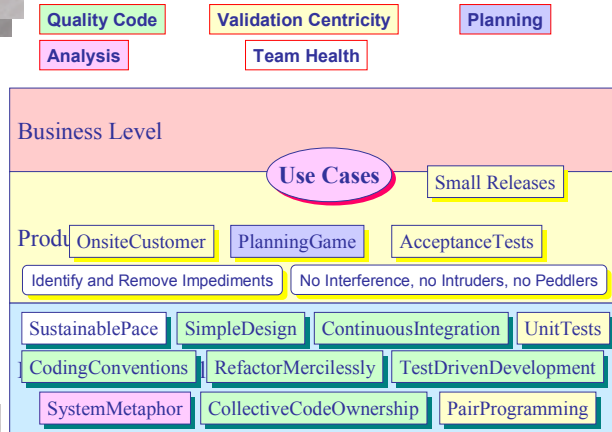 Quality Code Validation Centricity Planning
Analysis Team Health
Business Level
Use Cases
Small Releases
Produ OnsiteCustomer PlanningGame AcceptanceTests
Identify and Remove Impediments No Interference, no Intruders, no Peddlers
SustainablePace SimpleDesign ContinuousIntegration UnitTests
CodingConventions RefactorMercilessly TestDrivenDevelopment
SystemMetaphor CollectiveCodeOwnership PairProgramming